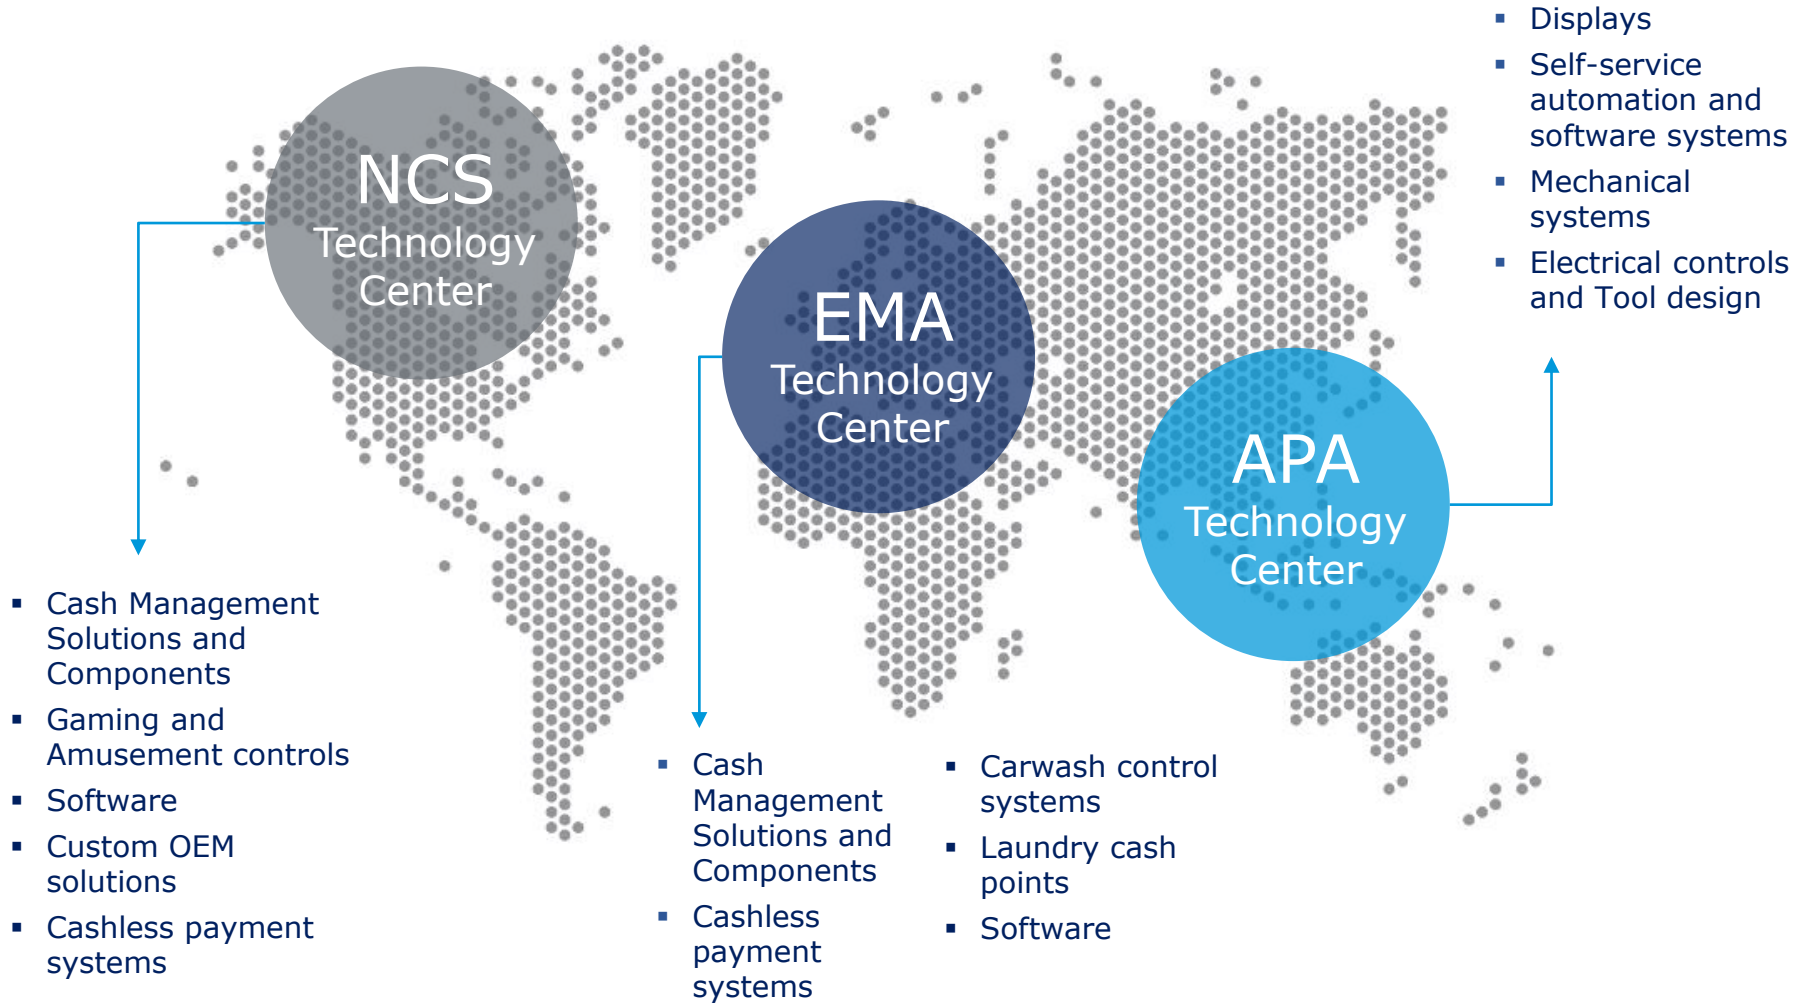 NCS
Technology
Center
▪ Cash Management
Solutions and
Components
▪ Gaming and
Amusement controls
▪ Software
▪ Custom OEM
solutions
▪ Cashless payment
systems
EMA
Technology
Center
▪ Cash
Management
Solutions and
Components
▪ Cashless
payment
systems
▪ Carwash control
systems
▪ Laundry cash
points
▪ Software
APA
Technology
Center
▪ Displays
▪ Self-service
automation and
software systems
▪ Mechanical
systems
▪ Electrical controls
and Tool design